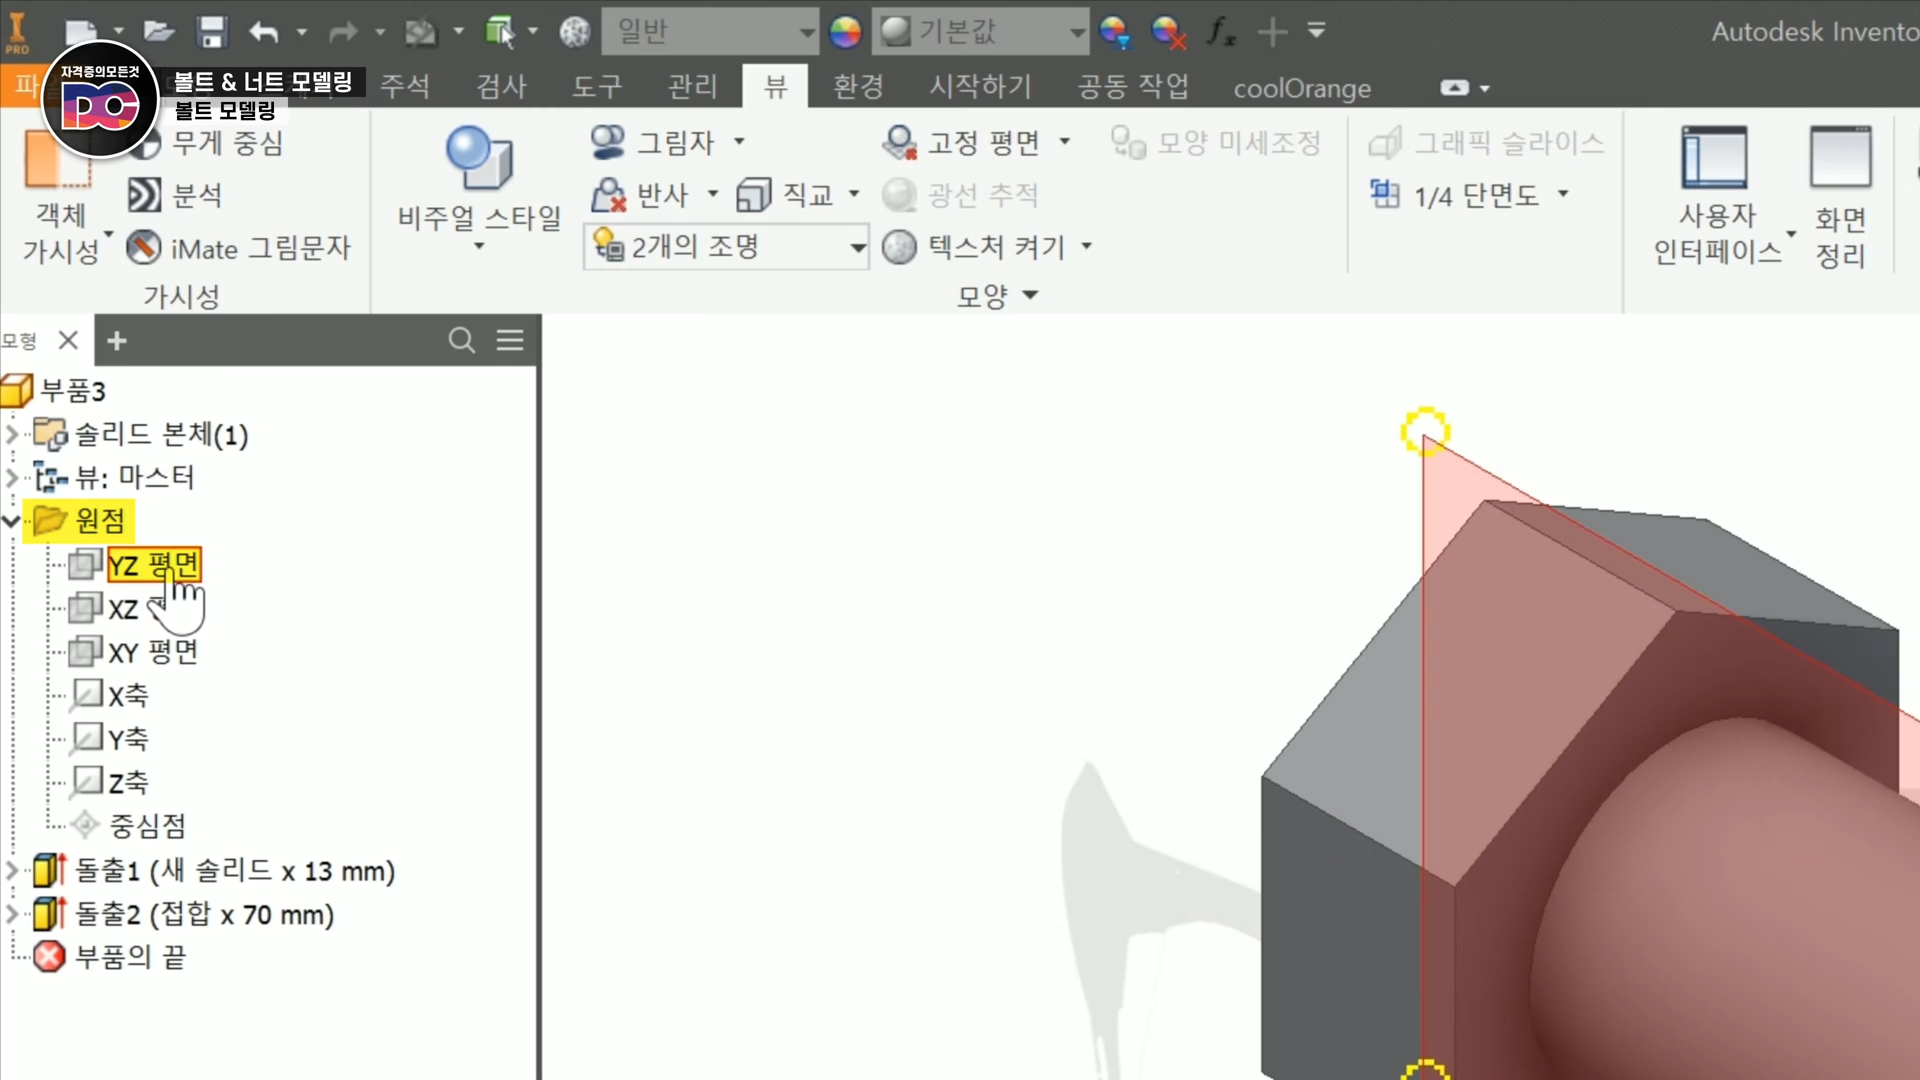 PRO
일반
기본값
Autodesk Invento
자격증의모든것
볼트 & 너트 모델링
볼트 모델링
주석
검사
도구
관리
뷰
환경
시작하기
공동 작업
coolOrange
무게 중심
분석
iMate 그림문자
객체
가시성
가시성
비주얼 스타일
그림자
반사
직교
2개의 조명
고정 평면
광선 추적
텍스처 켜기
모양 미세조정
모양
그래픽 슬라이스
1/4 단면도
사용자
인터페이스
화면
정리
모형
부품3
솔리드 본체(1)
뷰: 마스터
원점
YZ 평면
XZ
XY 평면
X축
Y축
Z축
중심점
돌출1 (새 솔리드 x 13 mm)
돌출2 (접합 x 70 mm)
부품의 끝